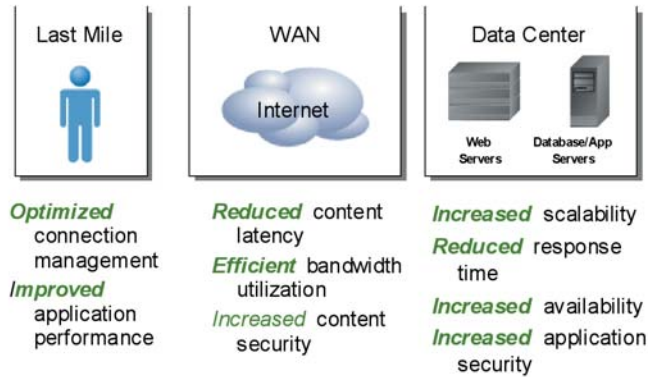 Last Mile
WAN
Internet
Data Center
Web
Servers
Database/App
Servers
Optimized
connection
management
Improved
application
performance
Reduced content
latency
Efficient bandwidth
utilization
Increased content
security
Increased scalability
Reduced response
time
Increased availability
Increased application
security